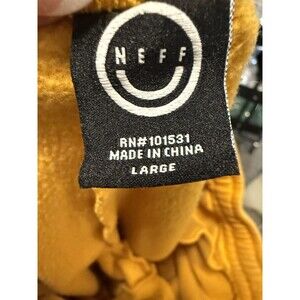 NEFF
RN#101531
MADE IN CHINA
LARGE